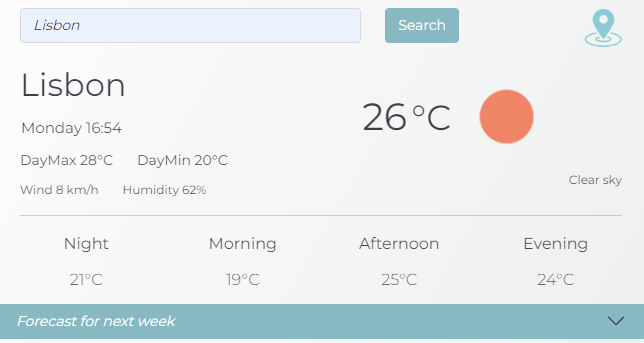 Lisbon
Search
Lisbon
Monday 16:54
26 °C
DayMax 28°C DayMin 20°C
Wind 8 km/h Humidity 62%
Clear sky
Night Morning Afternoon Evening
21°C 19°C 25°C 24°C
Forecast for next week